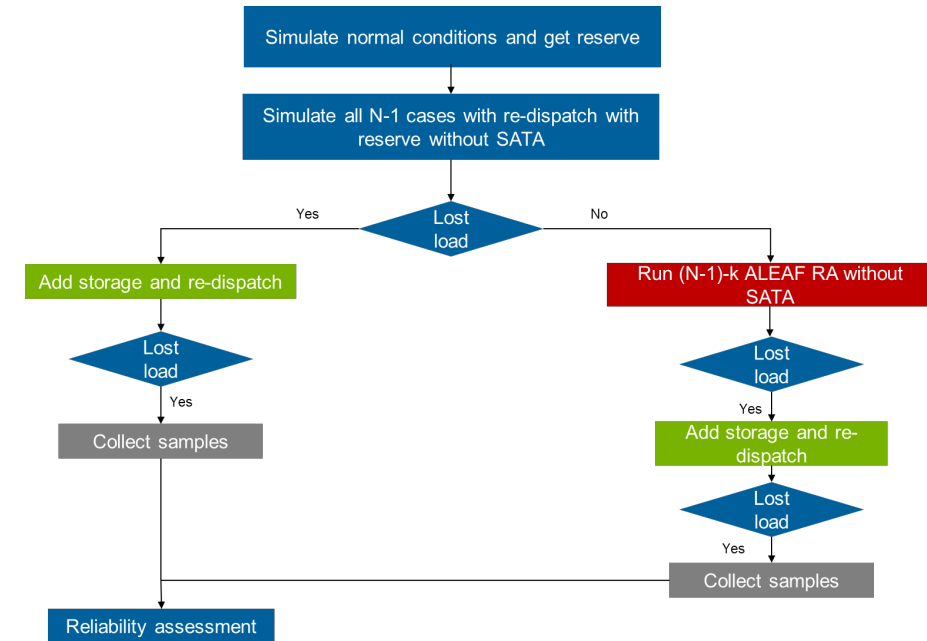 Simulate normal conditions and get reserve
Simulate all N-1 cases with re-dispatch with
reserve without SATA
Lost
load
Yes
No
Add storage and re-dispatch
Run (N-1)-k ALEAF RA without
SATA
Lost
load
Lost
load
Yes
Yes
Collect samples
Add storage and re-
dispatch
Lost
load
Yes
Collect samples
Reliability assessment